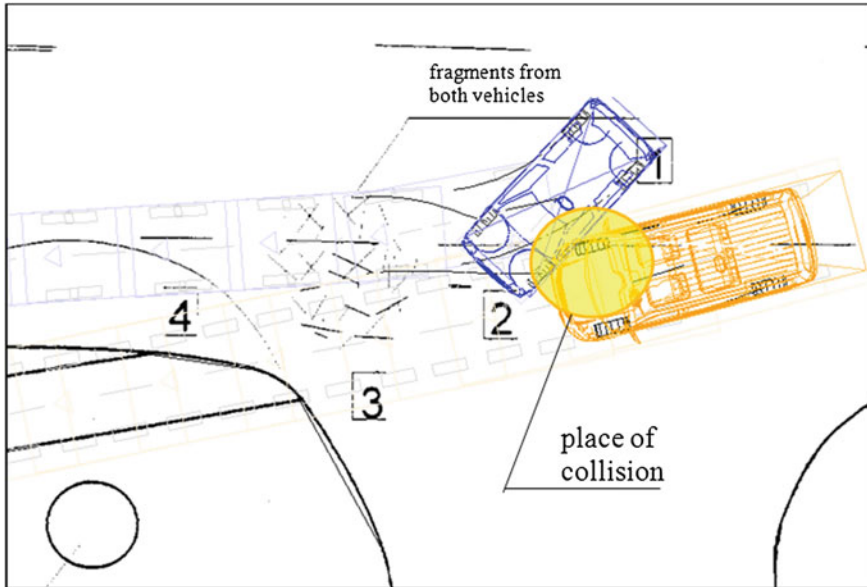 fragments from
both vehicles
1
2
4
3
place of
collision